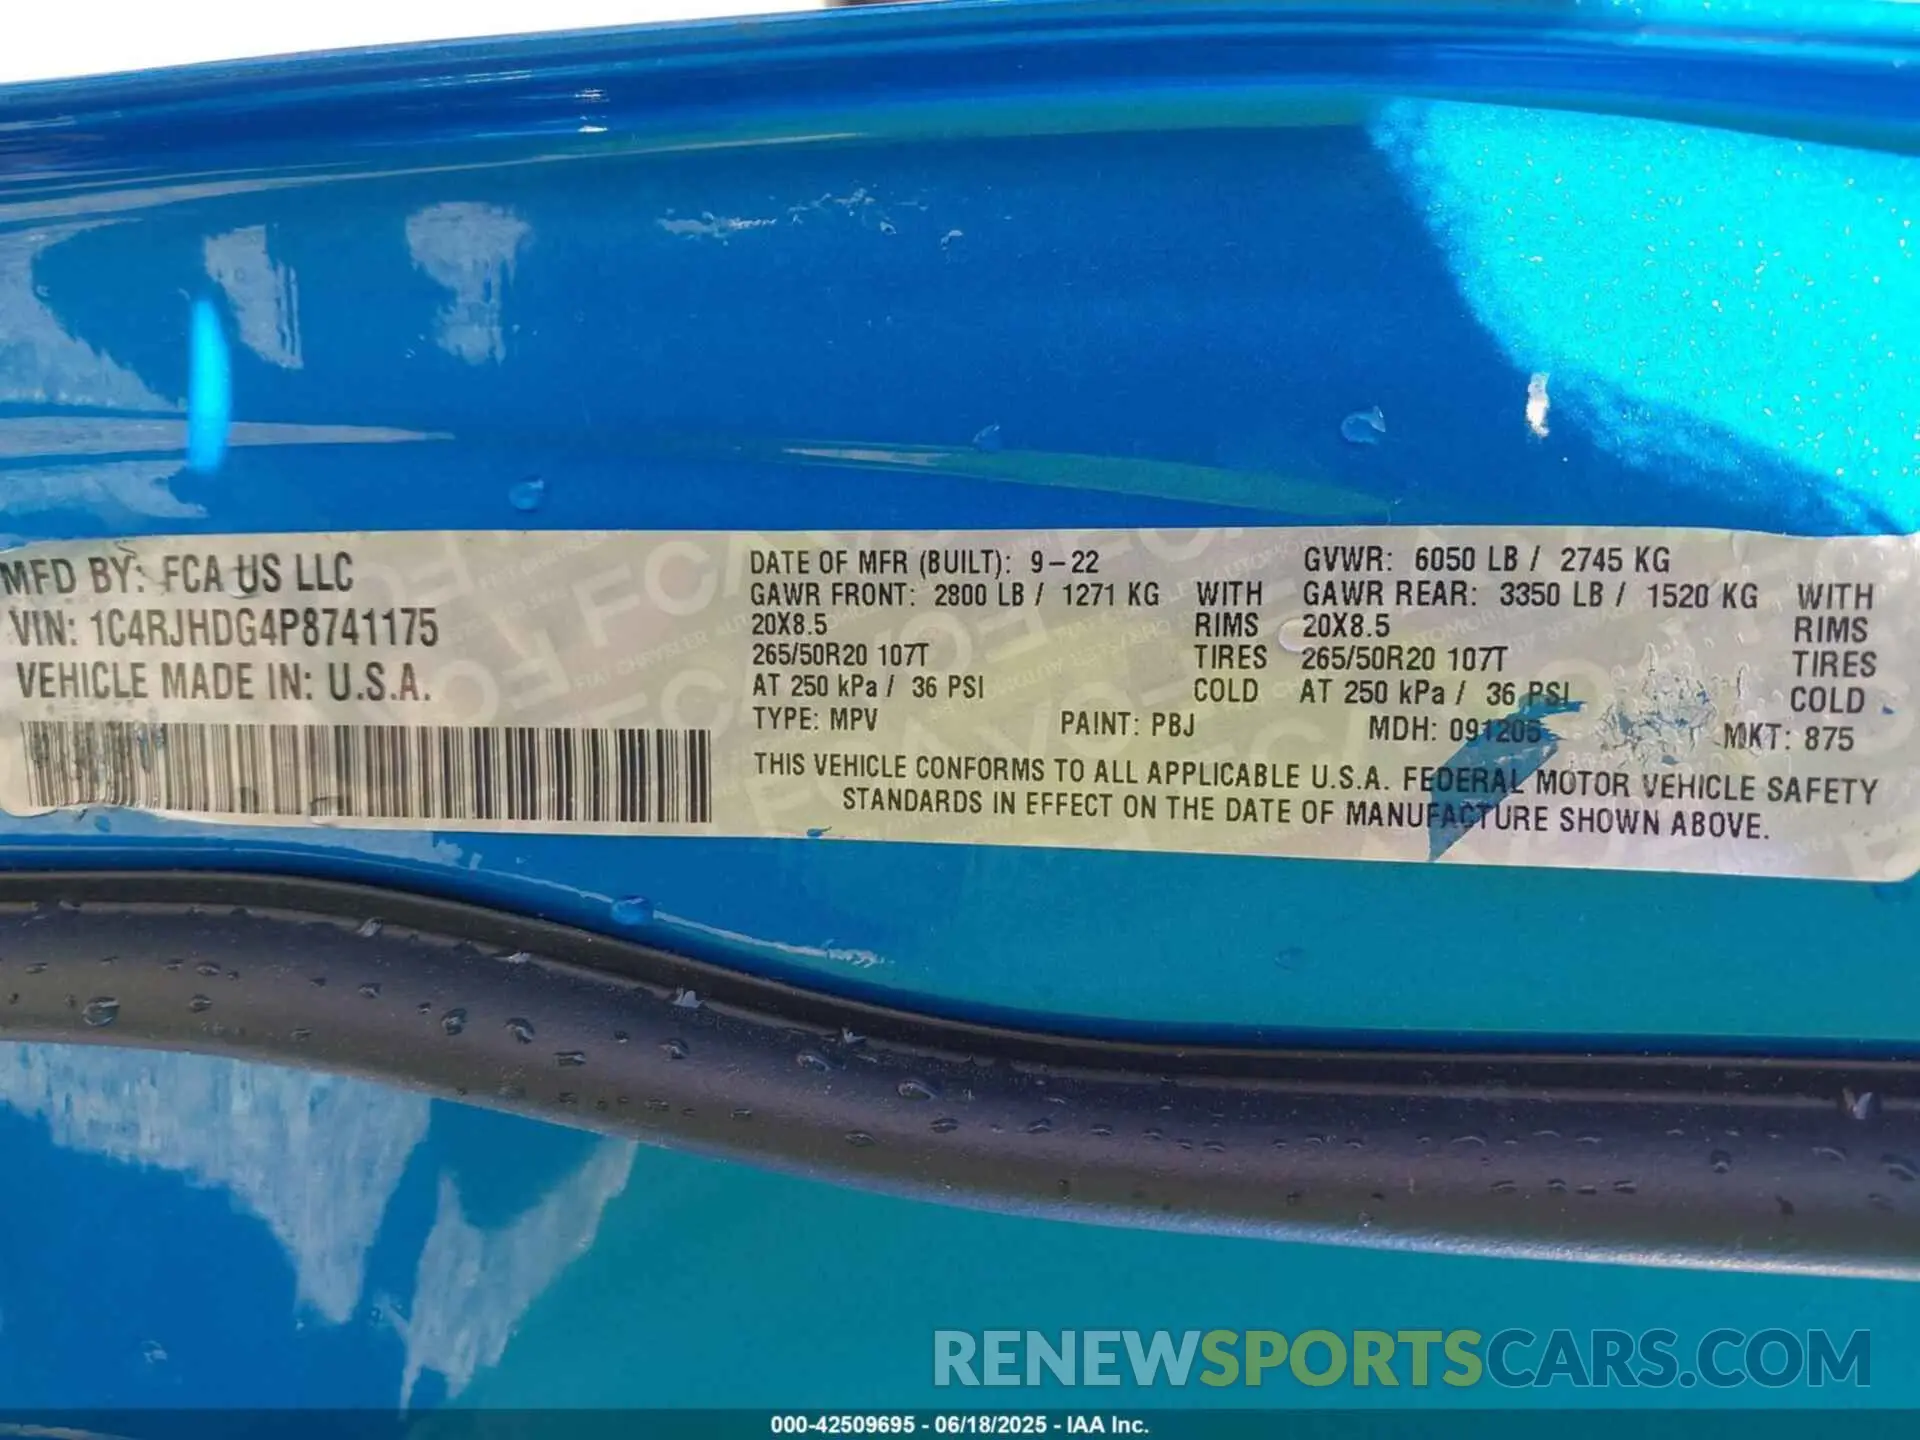 MFD BY: FCA US LLC
VIN: 1C4RJHDG4P8741175
VEHICLE MADE IN: U.S.A.
DATE OF MFR (BUILT): 9-22 GVWR: 6050 LB / 2745 KG
GAWR FRONT: 2800 LB / 1271 KG WITH GAWR REAR: 3350 LB / 1520 KG WITH
20X8.5 RIMS 20X8.5 RIMS
265/50R20 107T TIRES 265/50R20 107T TIRES
AT 250 kPa / 36 PSI COLD AT 250 kPa / 36 PSI COLD
TYPE: MPV PAINT: PBJ MDH: 091205 MKT: 875
THIS VEHICLE CONFORMS TO ALL APPLICABLE U.S.A. FEDERAL MOTOR VEHICLE SAFETY
STANDARDS IN EFFECT ON THE DATE OF MANUFACTURE SHOWN ABOVE.
RENEWSPORTSCARS.COM
000-42509695 - 06/18/2025 - IAA Inc.